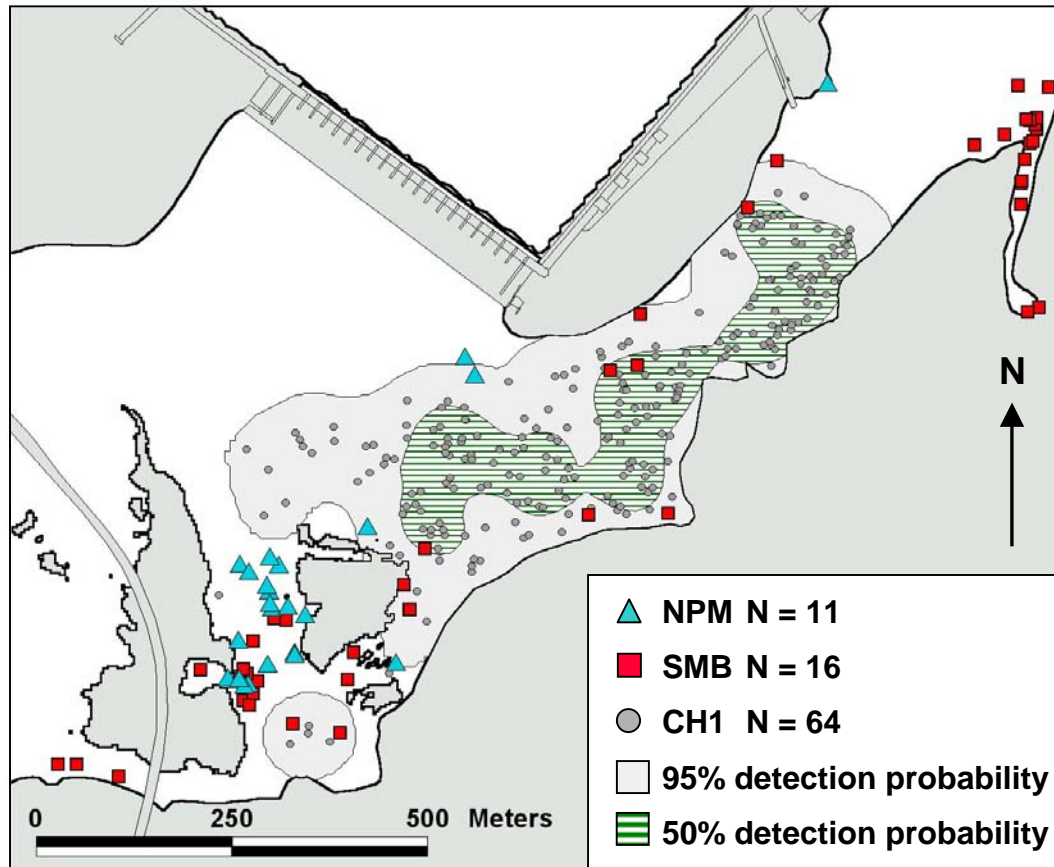 N
NPM N = 11
SMB N = 16
CH1 N = 64
95% detection probability
50% detection probability
0 250 500 Meters